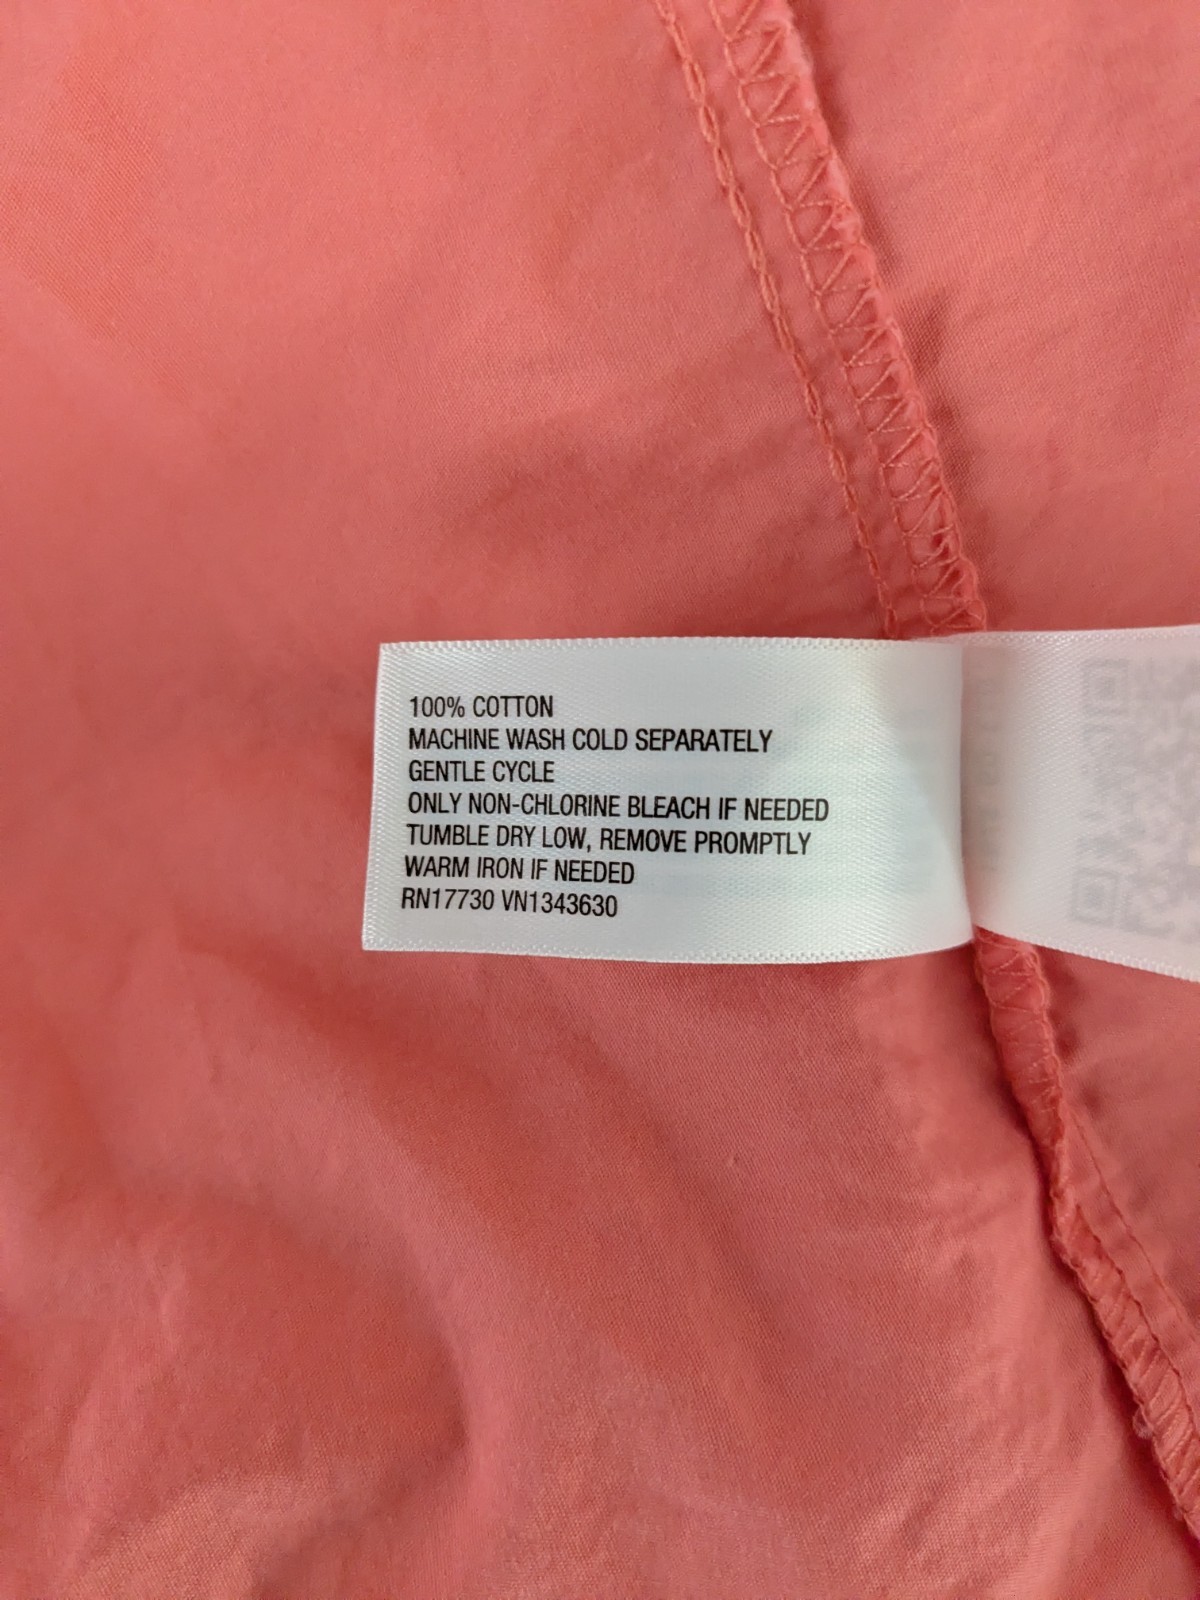 100% COTTON
MACHINE WASH COLD SEPARATELY
GENTLE CYCLE
ONLY NON-CHLORINE BLEACH IF NEEDED
TUMBLE DRY LOW, REMOVE PROMPTLY
WARM IRON IF NEEDED
RN17730 VN1343630